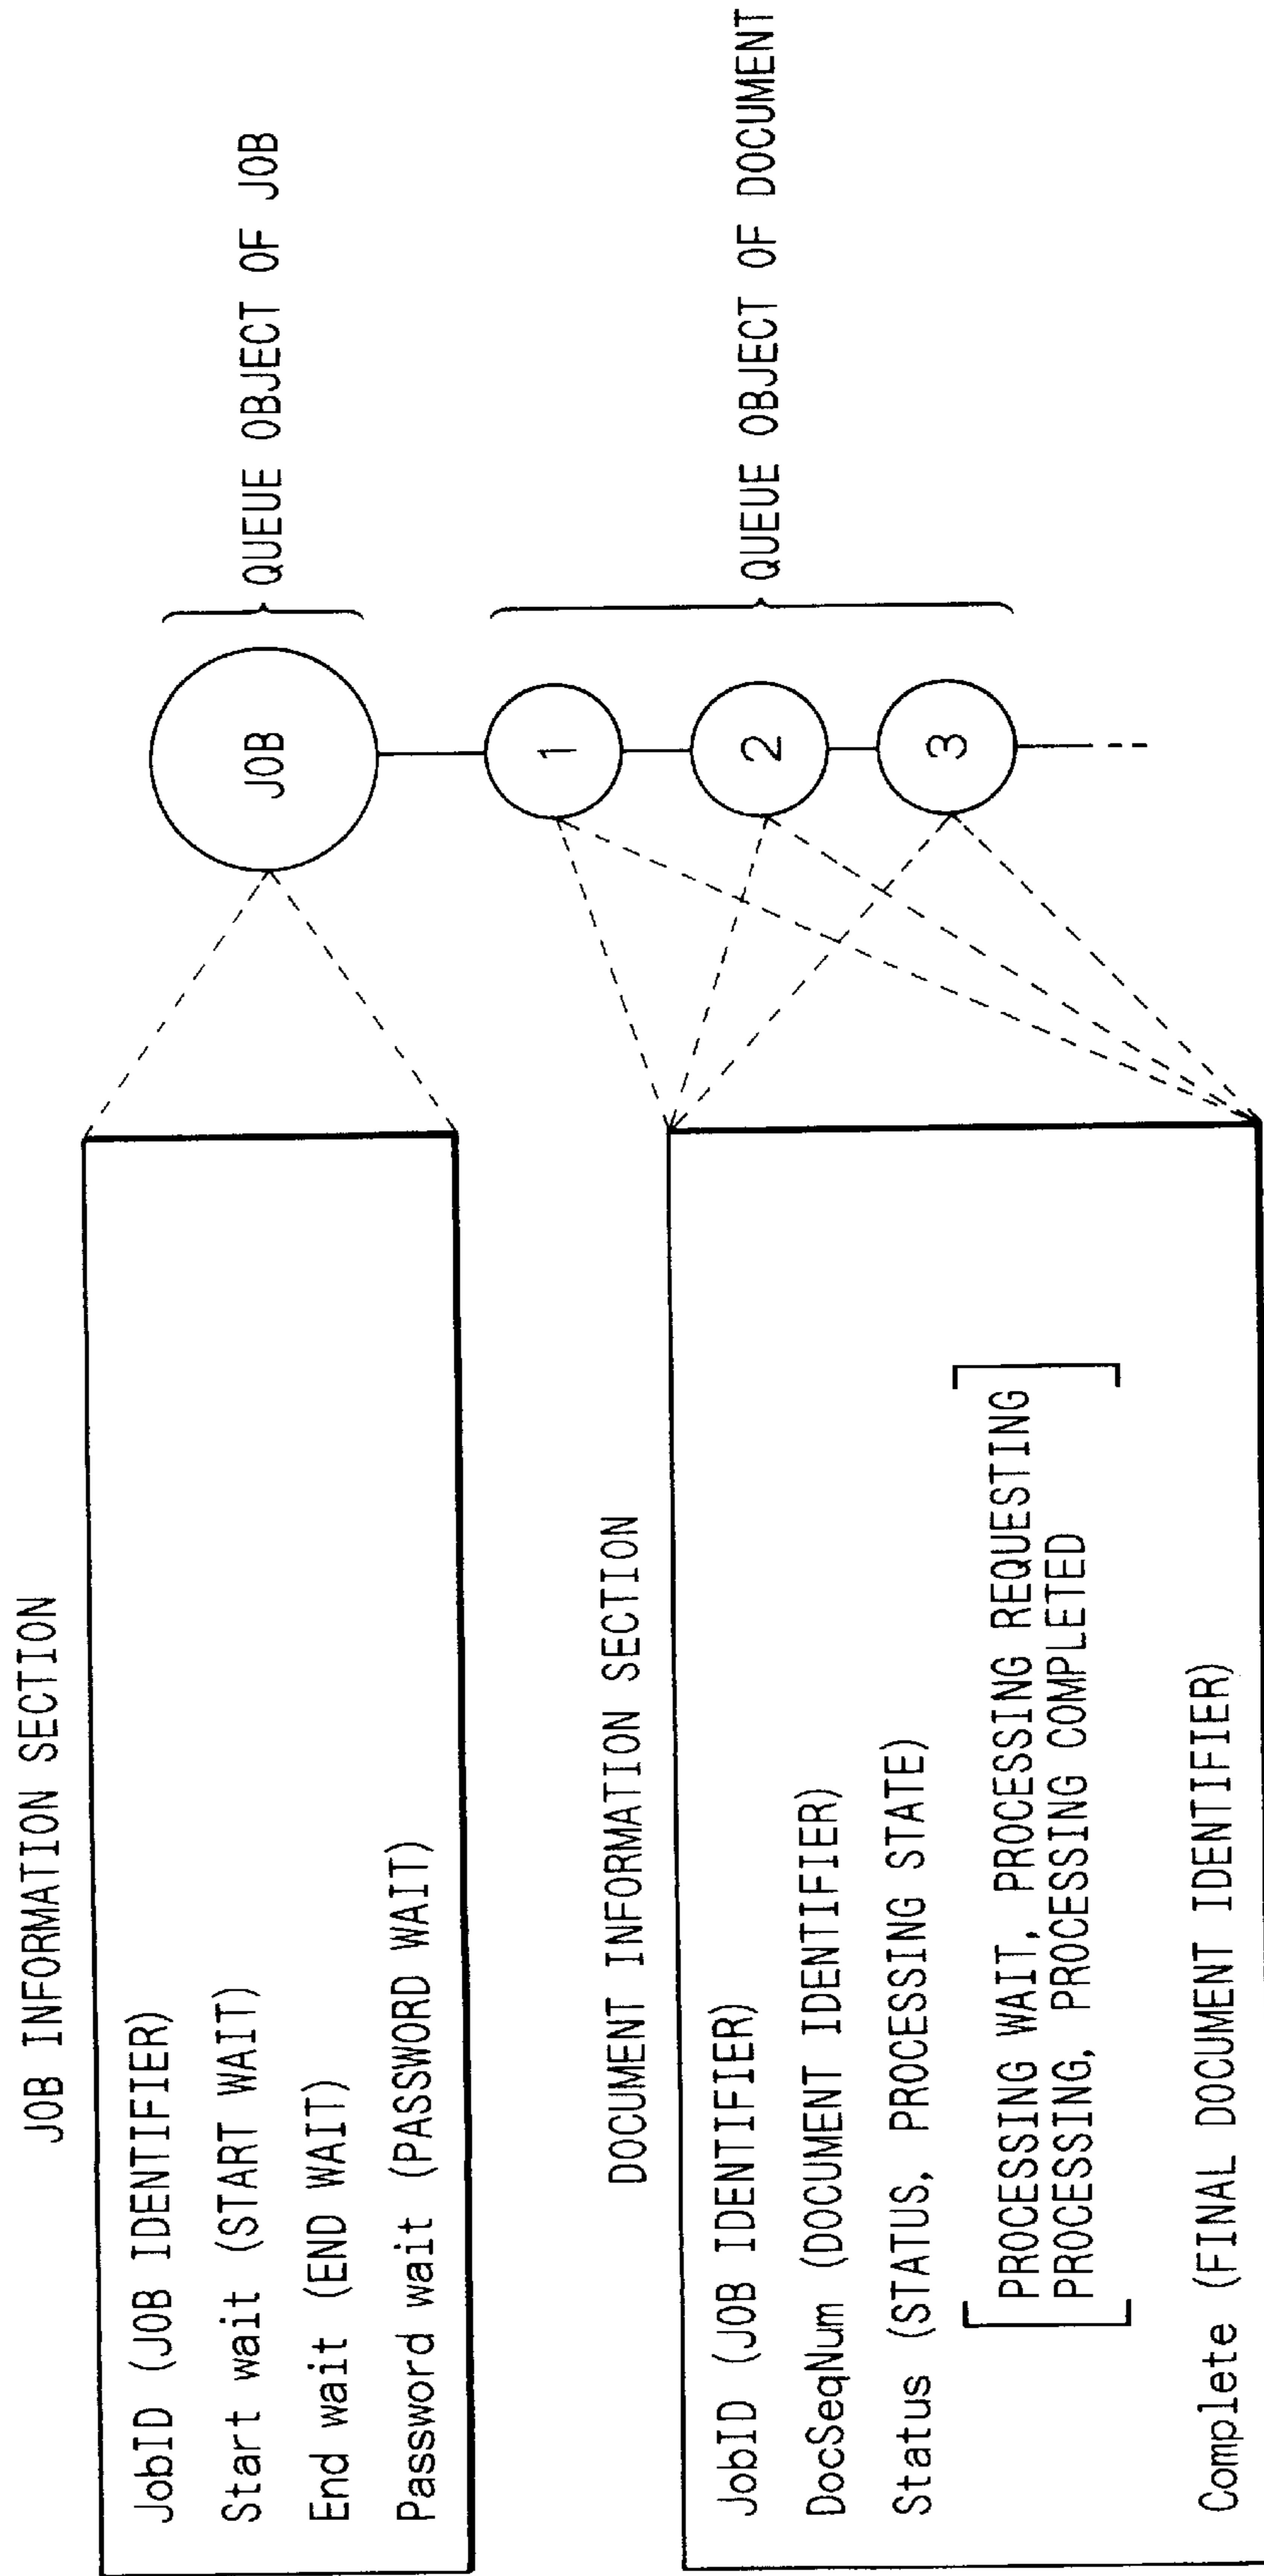 JOB INFORMATION SECTION
JobID (JOB IDENTIFIER)
Start wait (START WAIT)
End wait (END WAIT)
Password wait (PASSWORD WAIT)
JOB
QUEUE OBJECT OF JOB
DOCUMENT INFORMATION SECTION
JobID (JOB IDENTIFIER)
DocSeqNum (DOCUMENT IDENTIFIER)
Status (STATUS, PROCESSING STATE)
PROCESSING WAIT, PROCESSING REQUESTING
PROCESSING, PROCESSING COMPLETED
Complete (FINAL DOCUMENT IDENTIFIER)
1
2
3
QUEUE OBJECT OF DOCUMENT